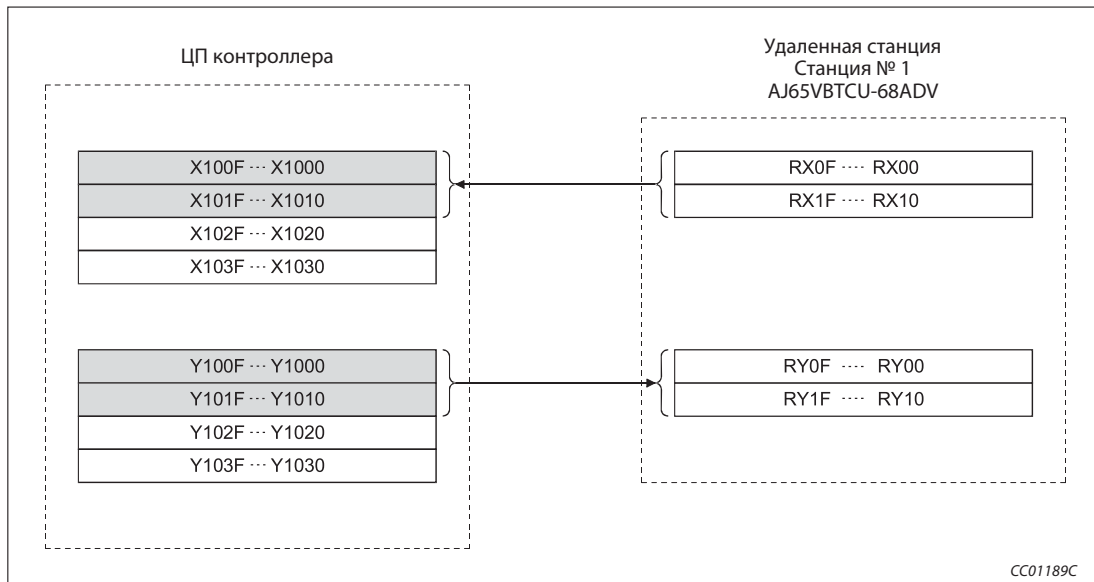 ЦП контроллера
Удаленная станция
Станция № 1
AJ65VBTCU-68ADV
X100F ··· X1000
X101F ··· X1010
X102F ··· X1020
X103F ··· X1030
RX0F ···· RX00
RX1F ···· RX10
Y100F ··· Y1000
Y101F ··· Y1010
Y102F ··· Y1020
Y103F ··· Y1030
RY0F ···· RY00
RY1F ···· RY10
CC01189C